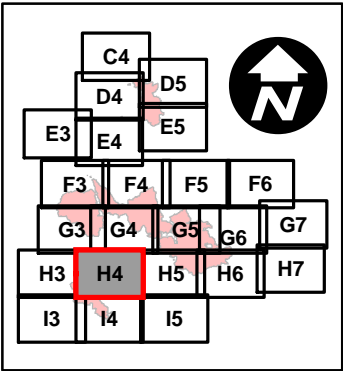 C4
D4 D5
E3 E4 E5
N
F3 F4 F5 F6
G3 G4 G5 G6 G7
H3 H4 H5 H6 H7
I3 I4 I5